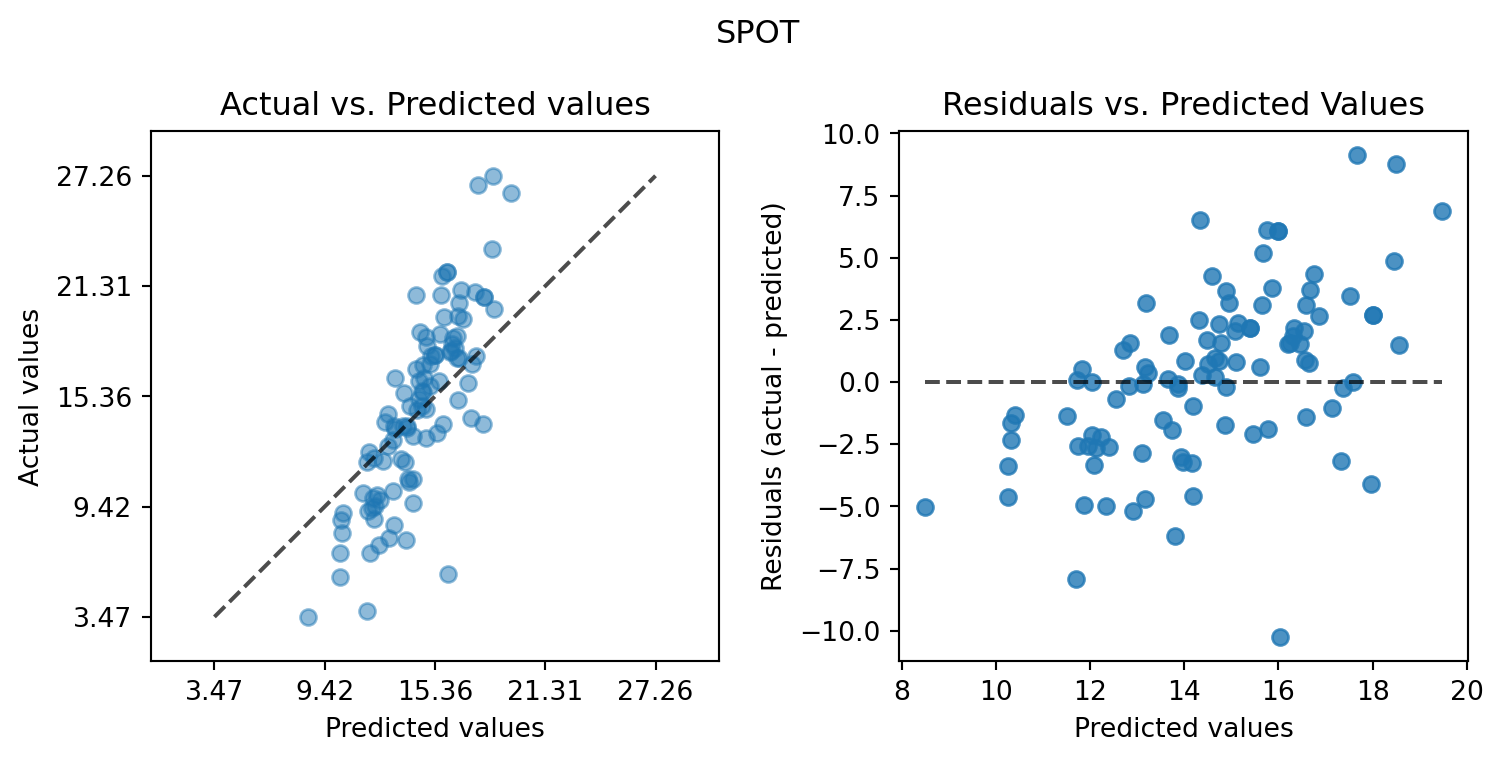 SPOT
Actual vs. Predicted values
Actual values
27.26
21.31
15.36
9.42
3.47
3.47 9.42 15.36 21.31 27.26
Predicted values
Residuals vs. Predicted Values
Residuals (actual - predicted)
10.0
7.5
5.0
2.5
0.0
−2.5
−5.0
−7.5
−10.0
8 10 12 14 16 18 20
Predicted values